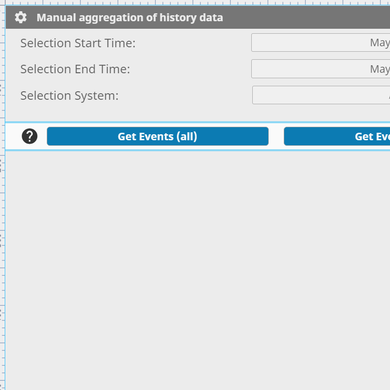 Manual aggregation of history data
Selection Start Time: May
Selection End Time: May
Selection System:
? Get Events (all) Get Eve